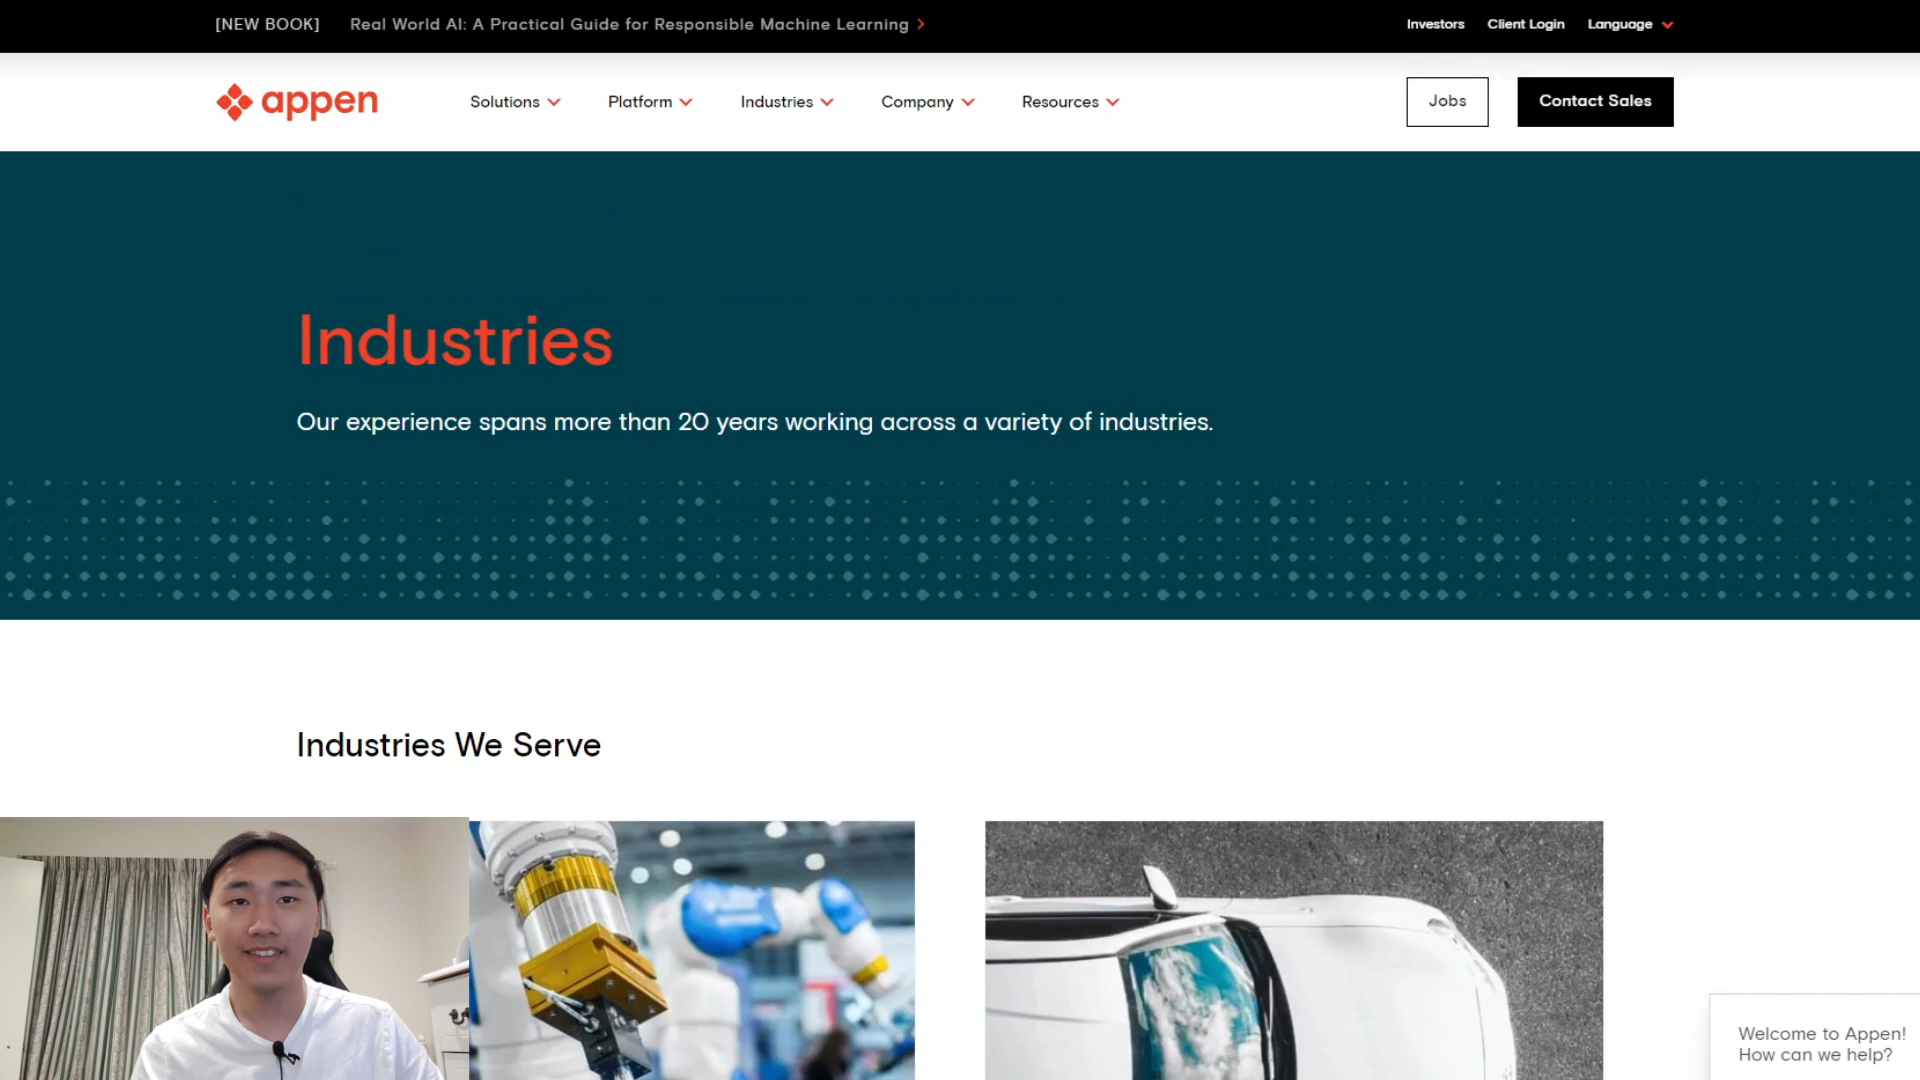 [NEW BOOK] Real World AI: A Practical Guide for Responsible Machine Learning
Investors Client Login Language
appen
Solutions Platform Industries Company Resources
Jobs Contact Sales
Industries
Our experience spans more than 20 years working across a variety of industries.
Industries We Serve
Welcome to Appen!
How can we help?